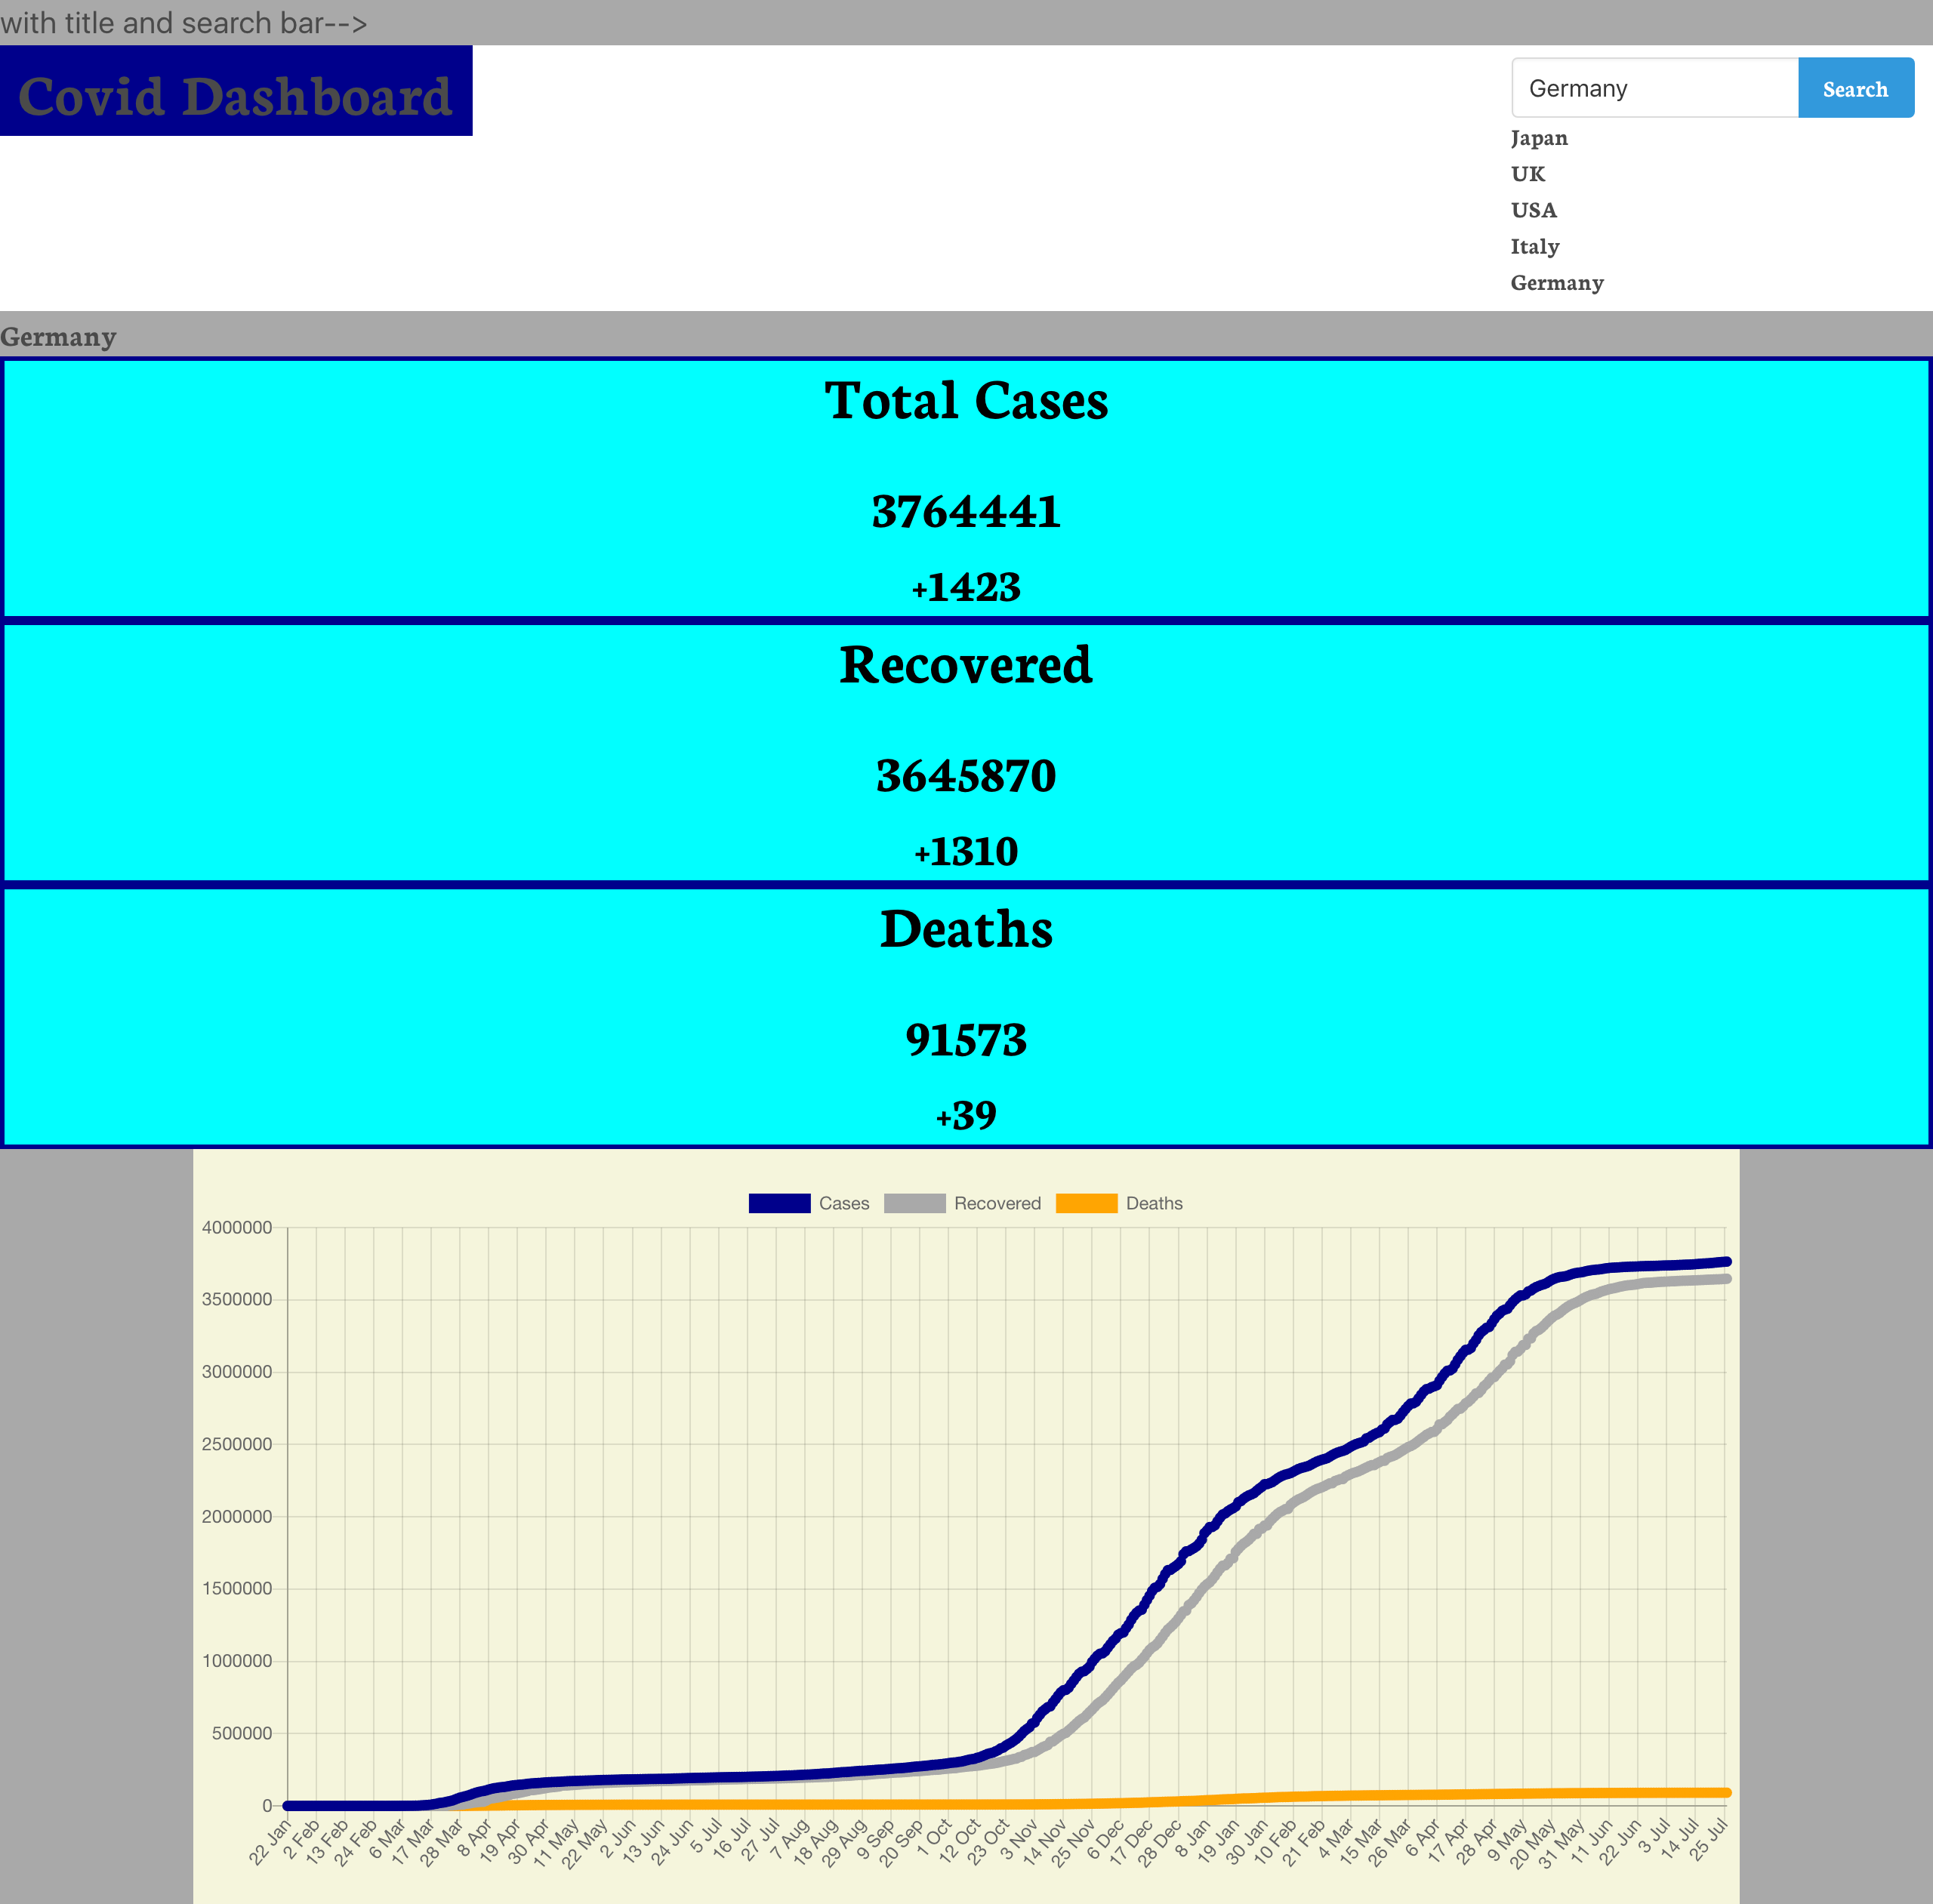 with title and search bar-->
Covid Dashboard
Germany
Search
Japan
UK
USA
Italy
Germany
Germany
Total Cases
3764441
+1423
Recovered
3645870
+1310
Deaths
91573
+39
Cases Recovered Deaths
4000000
3500000
3000000
2500000
2000000
1500000
1000000
500000
0
22 Jan 2 Feb 13 Feb 24 Feb 6 Mar 17 Mar 28 Mar 8 Apr 19 Apr 30 Apr 11 May 22 May 2 Jun 13 Jun 24 Jun 5 Jul 16 Jul 27 Jul 7 Aug 18 Aug 29 Aug 9 Sep 20 Sep 1 Oct 12 Oct 23 Oct 3 Nov 14 Nov 25 Nov 6 Dec 17 Dec 28 Dec 8 Jan 19 Jan 30 Jan 10 Feb 21 Feb 4 Mar 15 Mar 26 Mar 6 Apr 17 Apr 28 Apr 9 May 20 May 31 May 11 Jun 22 Jun 3 Jul 14 Jul 25 Jul